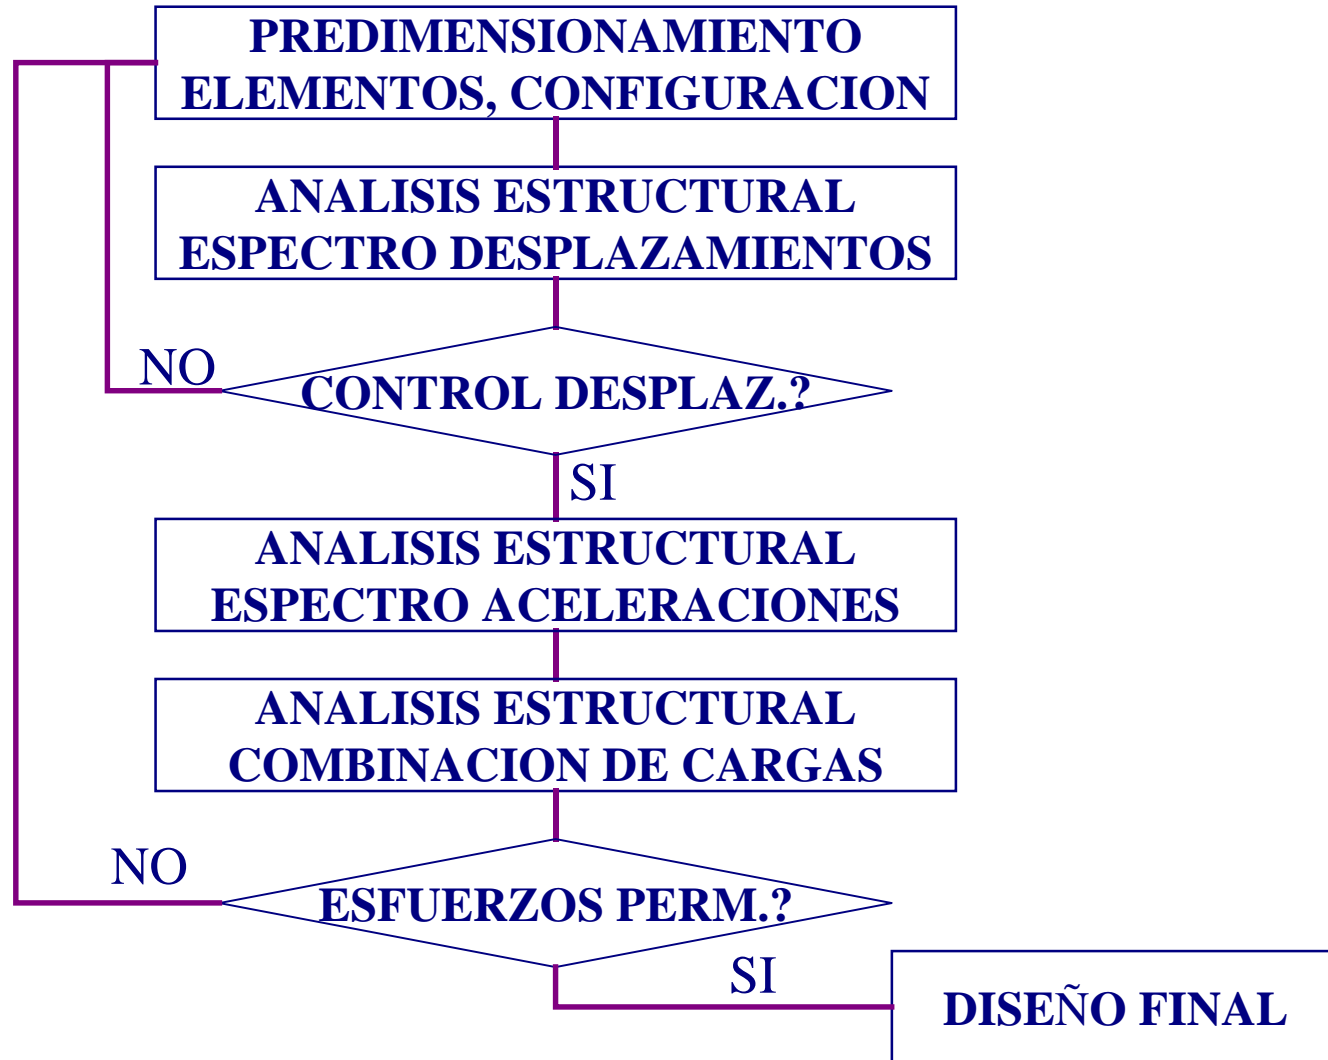 PREDIMENSIONAMIENTO
ELEMENTOS, CONFIGURACION
ANALISIS ESTRUCTURAL
ESPECTRO DESPLAZAMIENTOS
NO
CONTROL DESPLAZ.?
SI
ANALISIS ESTRUCTURAL
ESPECTRO ACELERACIONES
ANALISIS ESTRUCTURAL
COMBINACION DE CARGAS
NO
ESFUERZOS PERM.?
SI
DISEÑO FINAL